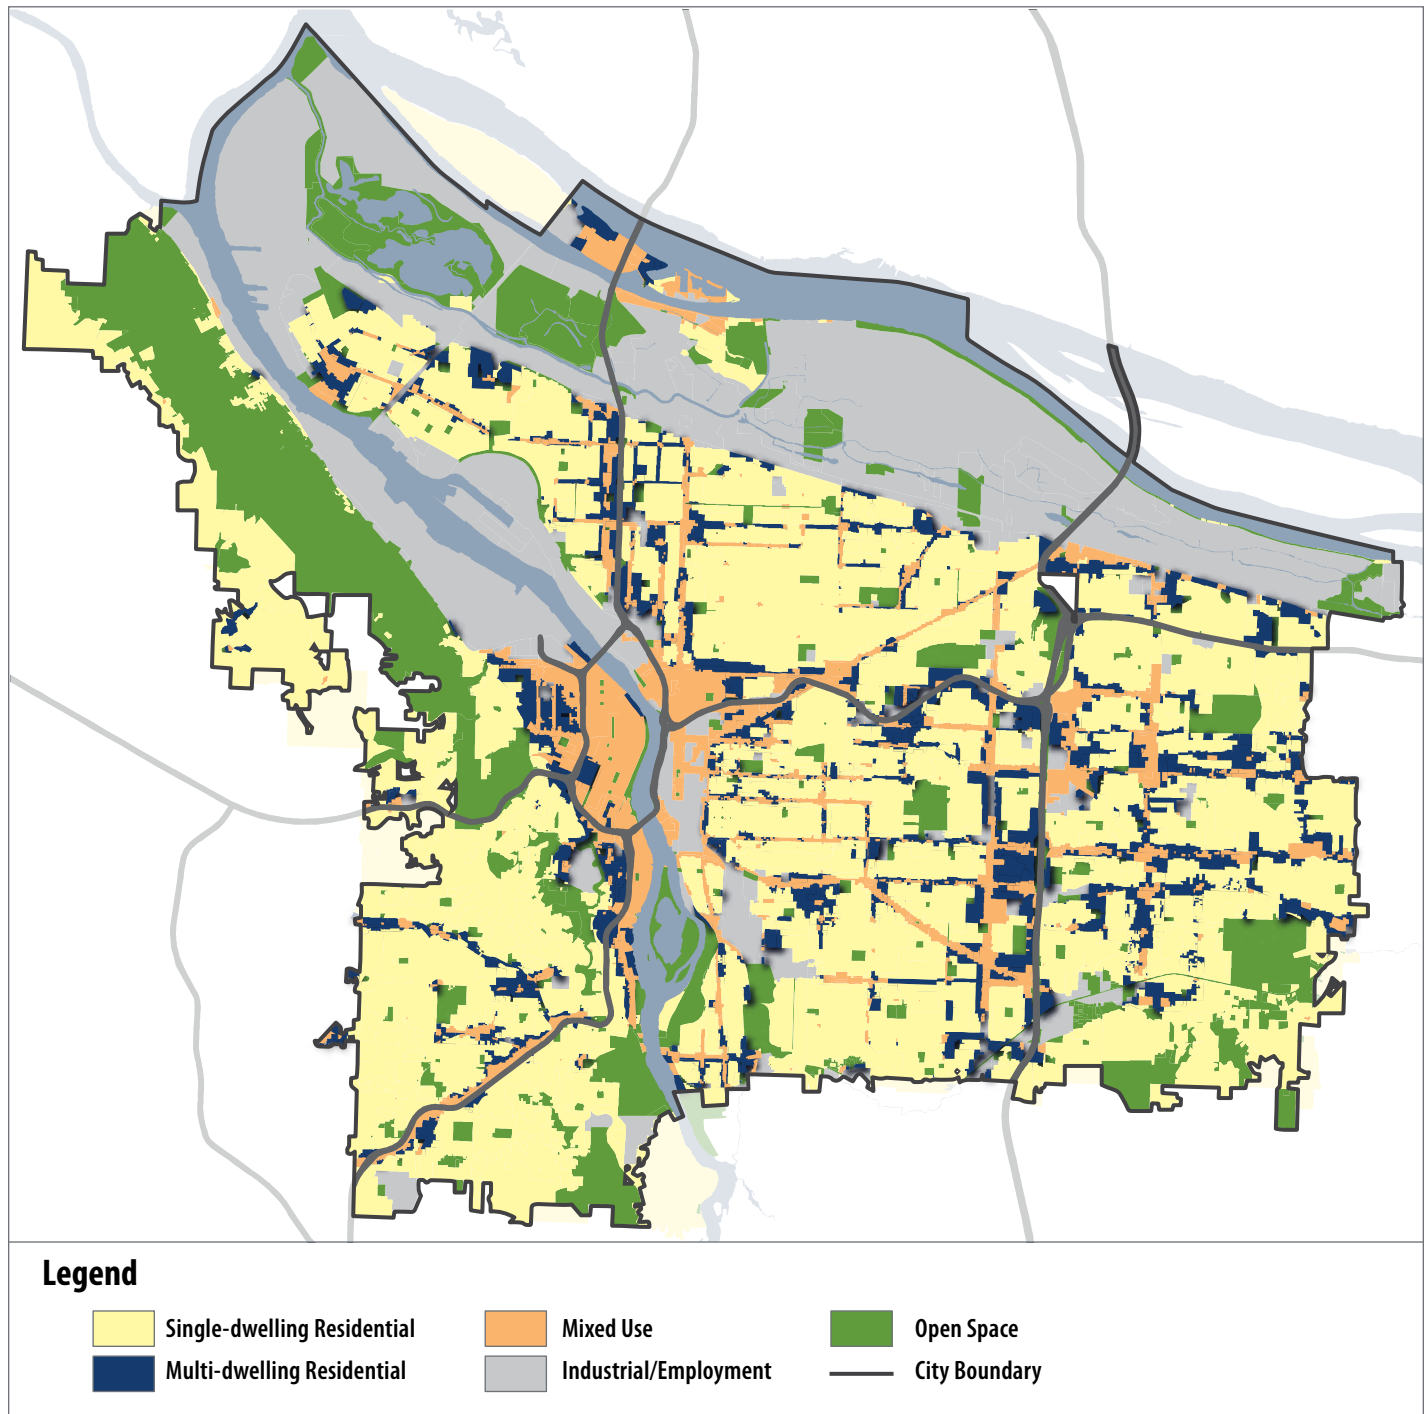 Legend
Single-dwelling Residential
Multi-dwelling Residential
Mixed Use
Industrial/Employment
Open Space
City Boundary